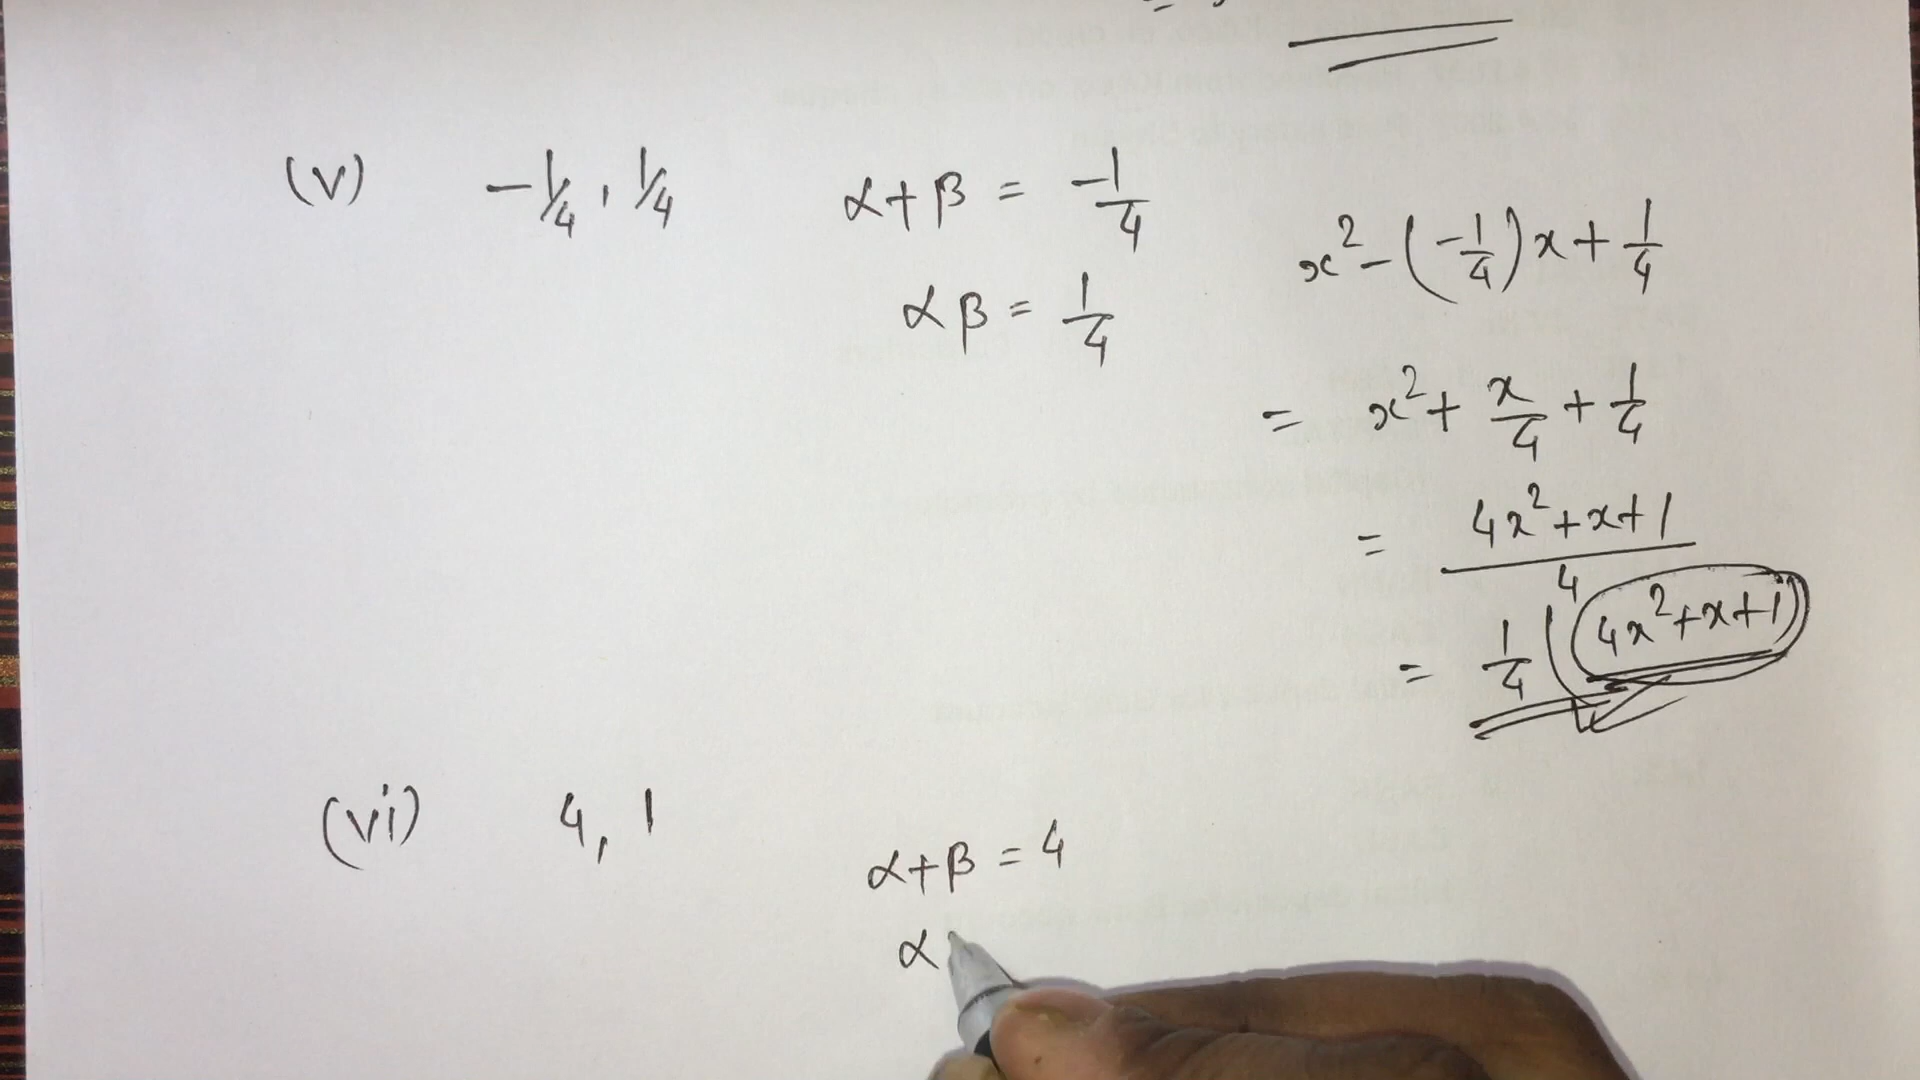 (v) -1/4, 1/4 α+β = -1/4
αβ = 1/4
x² - (-1/4)x + 1/4
= x² + x/4 + 1/4
= 4x²+x+1 / 4
= 1/4 (4x²+x+1)
(vi) 4, 1
α+β = 4
α